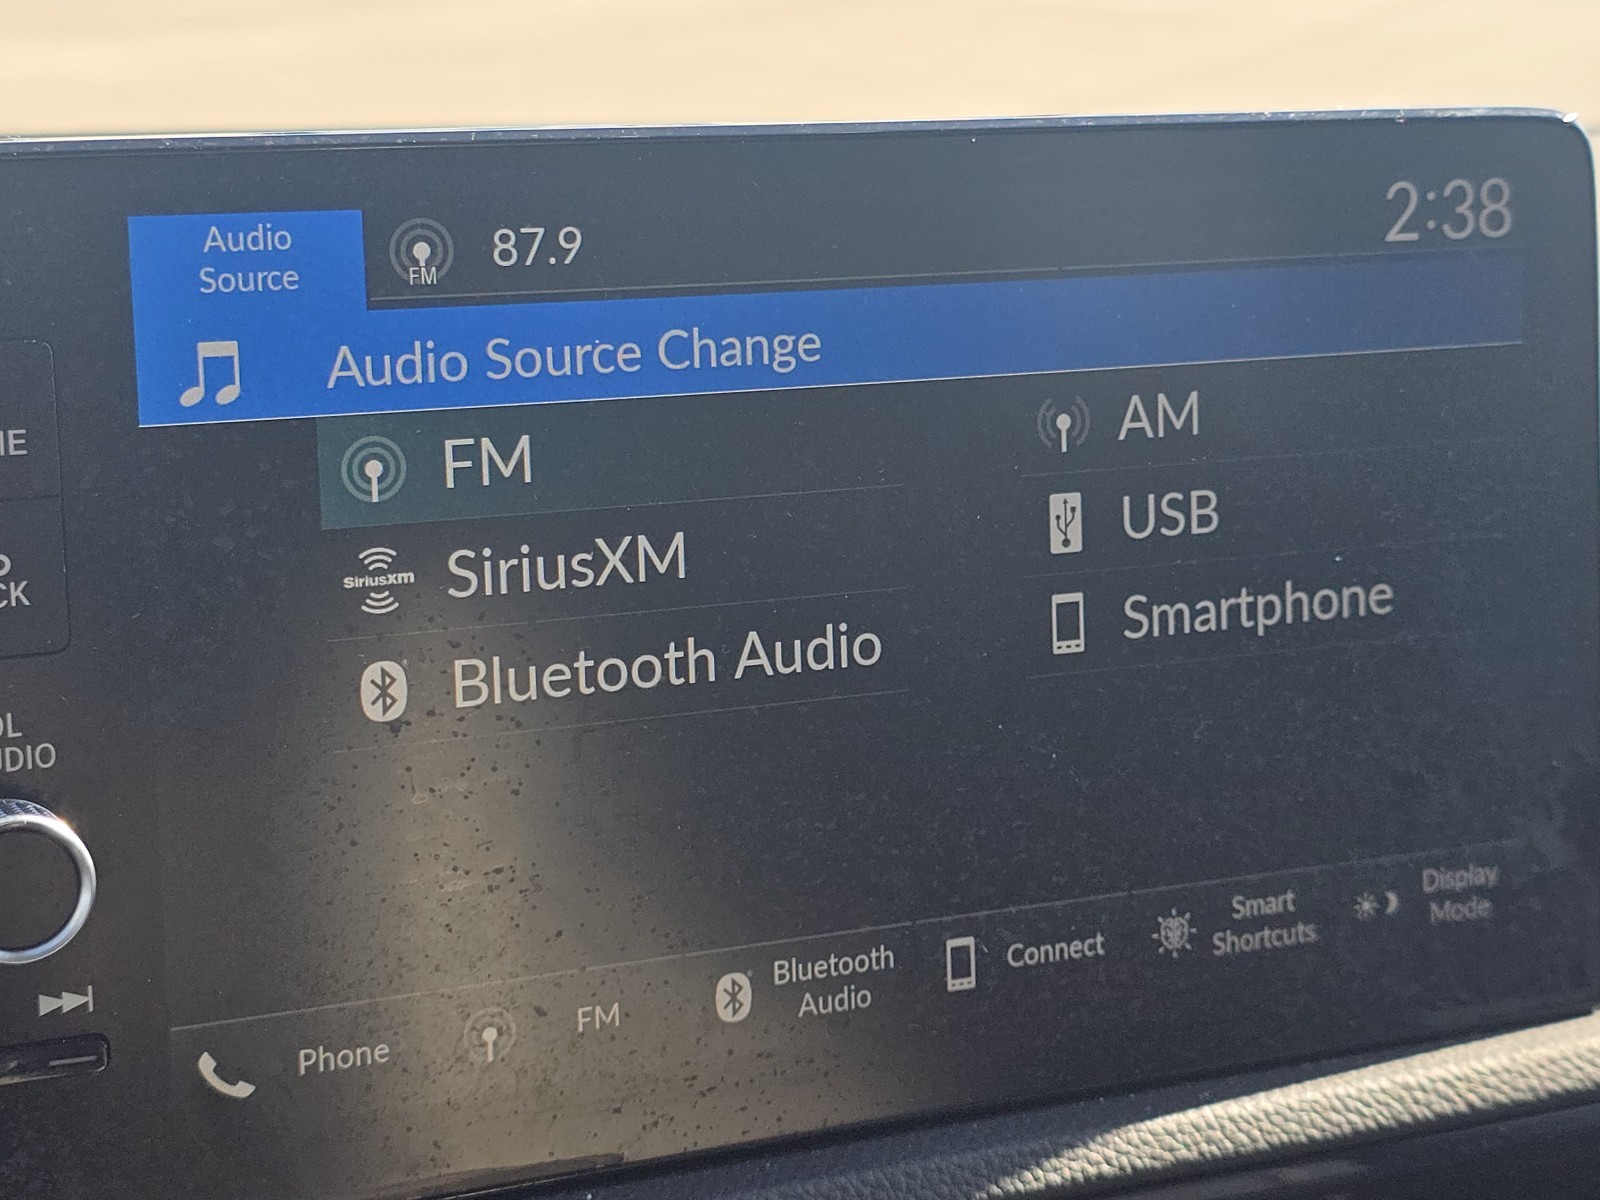 Audio
Source
FM
87.9
2:38
Audio Source Change
FM
AM
SiriusXM
SiriusXM
USB
Bluetooth Audio
Smartphone
Phone
FM
Bluetooth
Audio
Connect
Smart
Shortcuts
Display
Mode